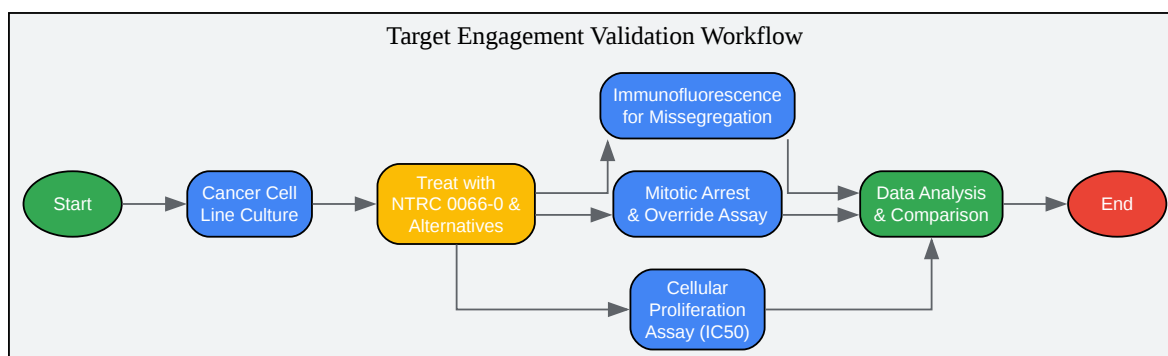 Target Engagement Validation Workflow
Start
Cancer Cell
Line Culture
Treat with
NTRC 0066-0 &
Alternatives
Immunofluorescence
for Missegregation
Mitotic Arrest
& Override Assay
Cellular
Proliferation
Assay (IC50)
Data Analysis
& Comparison
End